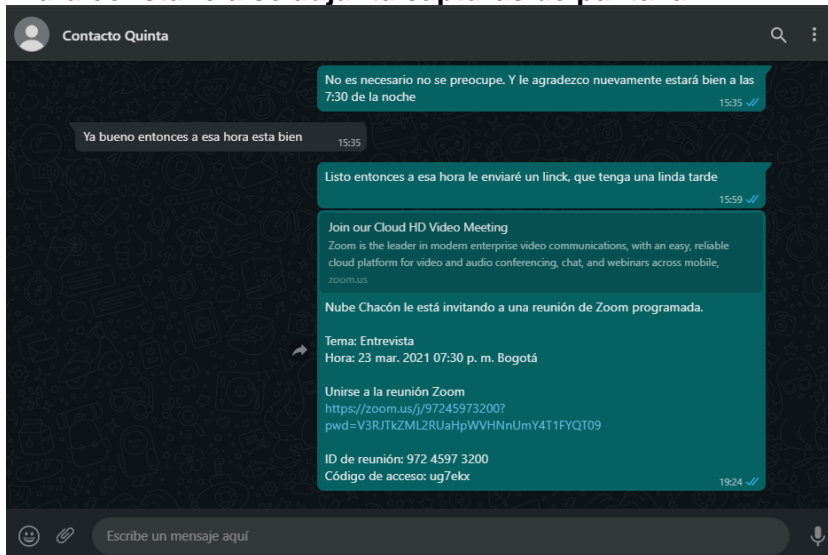 Contacto Quinta
No es necesario no se preocupe. Y le agradezco nuevamente estará bien a las
7:30 de la noche
15:35
Ya bueno entonces a esa hora esta bien
15:35
Listo entonces a esa hora le enviaré un linck, que tenga una linda tarde
15:59
Join our Cloud HD Video Meeting
Zoom is the leader in modern enterprise video communications, with an easy, reliable
cloud platform for video and audio conferencing, chat, and webinars across mobile,
zoom.us
Nube Chacón le está invitando a una reunión de Zoom programada.
Tema: Entrevista
Hora: 23 mar. 2021 07:30 p. m. Bogotá
Unirse a la reunión Zoom
https://zoom.us/j/97245973200?
pwd=V3RJTkZML2RUaHpWVHNnUmY4T1FYQT09
ID de reunión: 972 4597 3200
Código de acceso: ug7ekx
19:24
Escribe un mensaje aquí